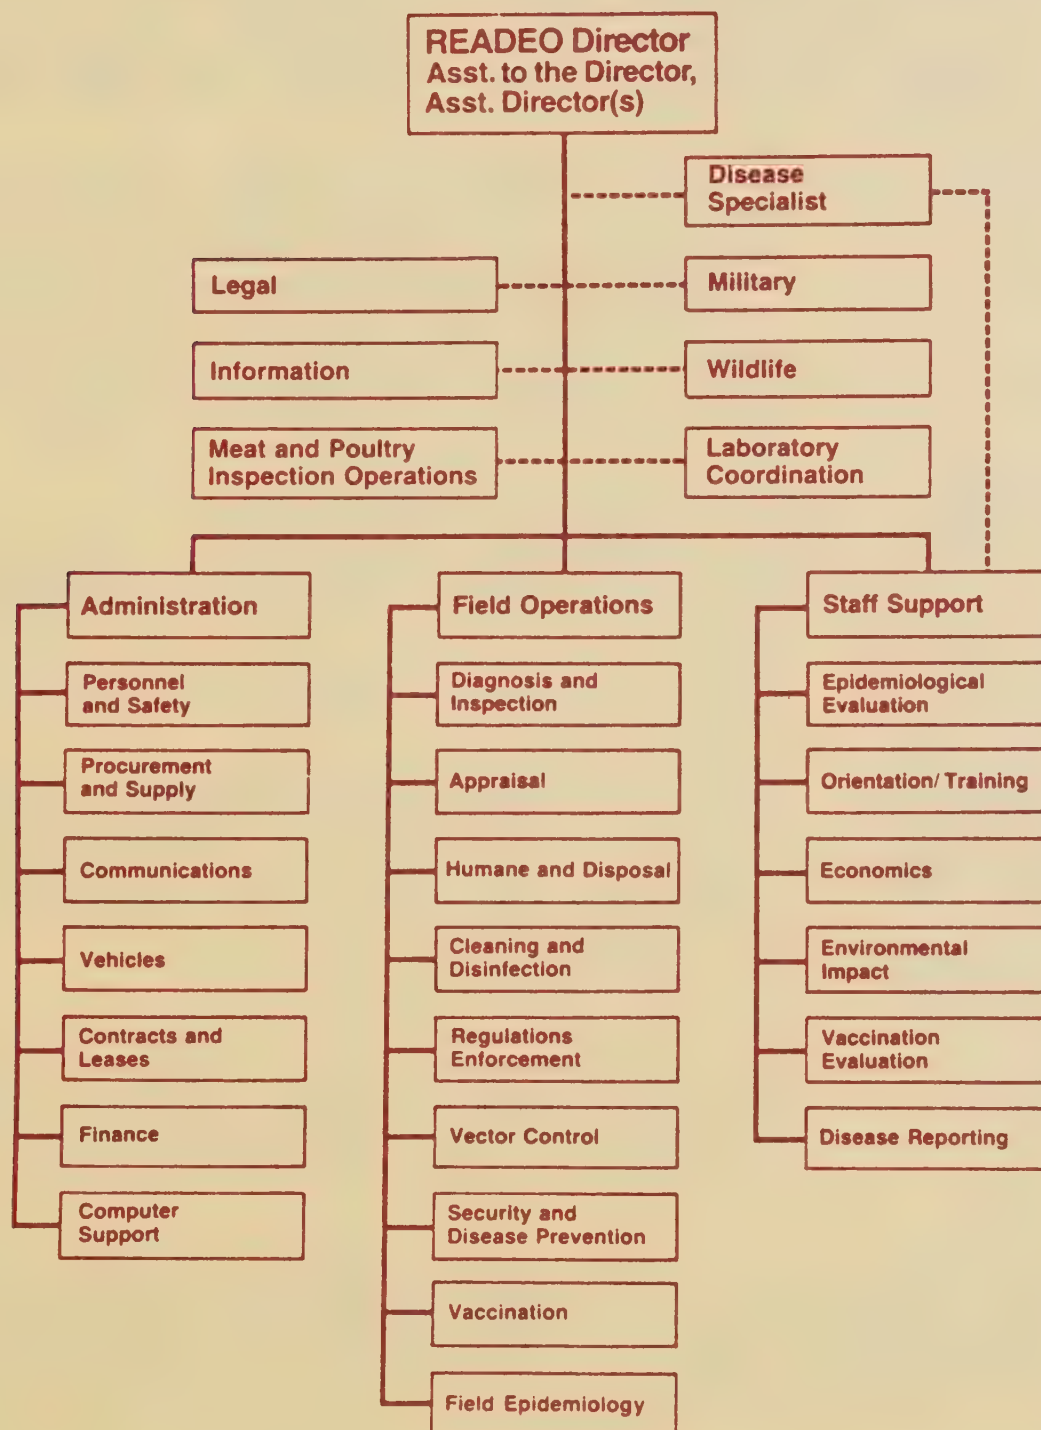 READEO Director
Asst. to the Director,
Asst. Director(s)
Disease
Specialist
Legal
Military
Information
Wildlife
Meat and Poultry
Inspection Operations
Laboratory
Coordination
Administration
Personnel
and Safety
Procurement
and Supply
Communications
Vehicles
Contracts and
Leases
Finance
Computer
Support
Field Operations
Diagnosis and
Inspection
Appraisal
Humane and Disposal
Cleaning and
Disinfection
Regulations
Enforcement
Vector Control
Security and
Disease Prevention
Vaccination
Field Epidemiology
Staff Support
Epidemiological
Evaluation
Orientation/ Training
Economics
Environmental
Impact
Vaccination
Evaluation
Disease Reporting